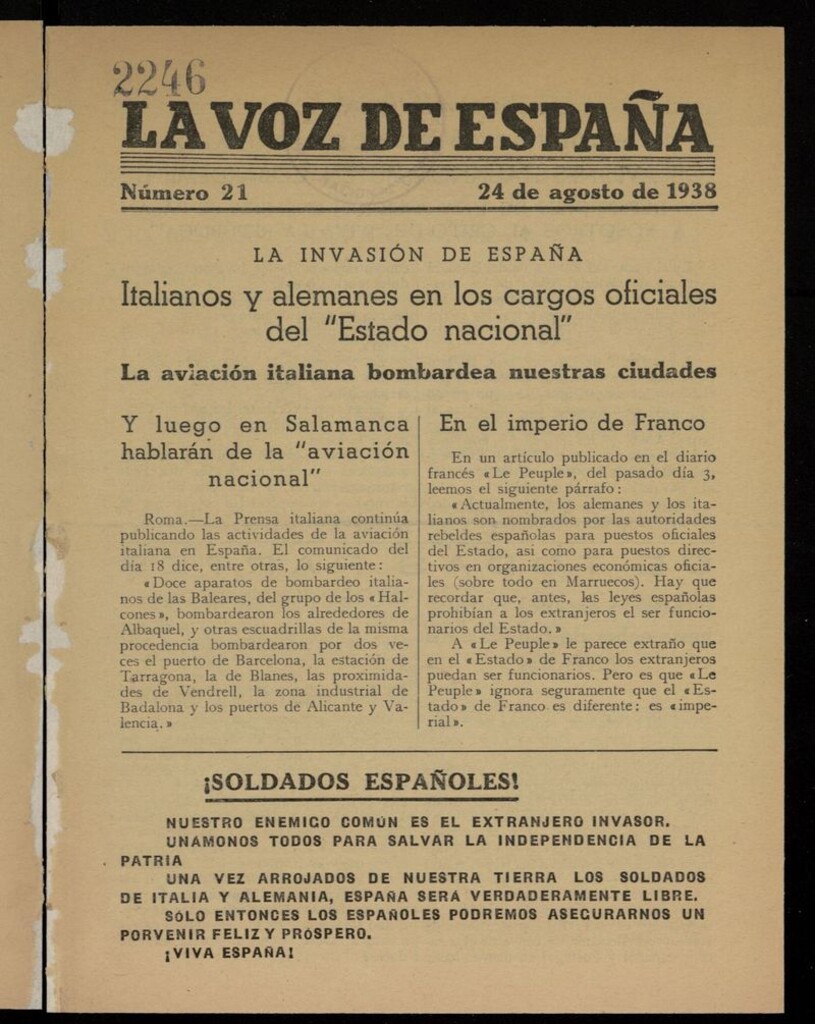 2246
LA VOZ DE ESPAÑA
Número 21
24 de agosto de 1938
LA INVASIÓN DE ESPAÑA
Italianos y alemanes en los cargos oficiales
del "Estado nacional"
La aviación italiana bombardea nuestras ciudades
Y luego en Salamanca
hablarán de la "aviación
nacional"
Roma.—La Prensa italiana continúa
publicando las actividades de la aviación
italiana en España. El comunicado del
día 18 dice, entre otras, lo siguiente:
«Doce aparatos de bombardeo italia-
nos de las Baleares, del grupo de los «Hal-
cones», bombardearon los alrededores de
Albaquel, y otras escuadrillas de la misma
procedencia bombardearon por dos ve-
ces el puerto de Barcelona, la estación de
Tarragona, la de Blanes, las proximida-
des de Vendrell, la zona industrial de
Badalona y los puertos de Alicante y Va-
lencia.»
En el imperio de Franco
En un artículo publicado en el diario
francés «Le Peuple», del pasado día 3,
leemos el siguiente párrafo:
«Actualmente, los alemanes y los ita-
lianos son nombrados por las autoridades
rebeldes españolas para puestos oficiales
del Estado, así como para puestos direc-
tivos en organizaciones económicas oficia-
les (sobre todo en Marruecos). Hay que
recordar que, antes, las leyes españolas
prohibían a los extranjeros el ser funcio-
narios del Estado.»
A «Le Peuple» le parece extraño que
en el «Estado» de Franco los extranjeros
puedan ser funcionarios. Pero es que «Le
Peuple» ignora seguramente que el «Es-
tado» de Franco es diferente: es «impe-
rial».
¡SOLDADOS ESPAÑOLES!
NUESTRO ENEMIGO COMÚN ES EL EXTRANJERO INVASOR.
UNÁMONOS TODOS PARA SALVAR LA INDEPENDENCIA DE LA
PATRIA
UNA VEZ ARROJADOS DE NUESTRA TIERRA LOS SOLDADOS
DE ITALIA Y ALEMANIA, ESPAÑA SERÁ VERDADERAMENTE LIBRE.
SÓLO ENTONCES LOS ESPAÑOLES PODREMOS ASEGURARNOS UN
PORVENIR FELIZ Y PRÓSPERO.
¡VIVA ESPAÑA!